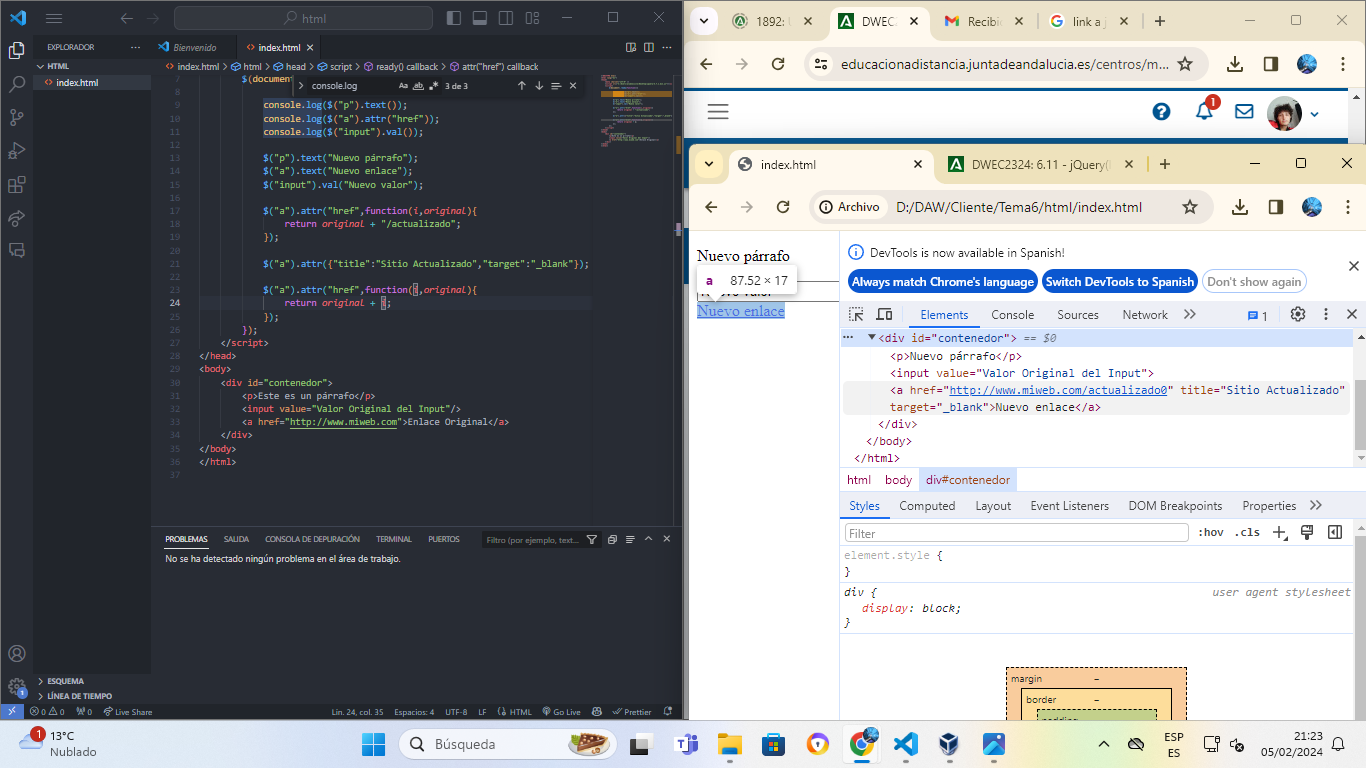 html
EXPLORADOR
HTML
index.html
Bienvenido
index.html
index.html > html > head > script > ready() callback > attr("href") callback
console.log
Aa ab .*
3 de 3
7
$(document
8
9
console.log($("p").text());
10
console.log($("a").attr("href"));
11
console.log($("input").val());
12
13
$("p").text("Nuevo párrafo");
14
$("a").text("Nuevo enlace");
15
$("input").val("Nuevo valor");
16
17
$("a").attr("href",function(i,original){
18
return original + "/actualizado";
19
});
20
21
$("a").attr({"title":"Sitio Actualizado","target":"_blank"});
22
23
$("a").attr("href",function(i,original){
24
return original + i;
25
});
26
});
27
</script>
28
</head>
29
<body>
30
<div id="contenedor">
31
<p>Este es un párrafo</p>
32
<input value="Valor Original del Input"/>
33
<a href="http://www.miweb.com">Enlace Original</a>
34
</div>
35
</body>
36
</html>
37
PROBLEMAS
SALIDA
CONSOLA DE DEPURACIÓN
TERMINAL
PUERTOS
Filtro (por ejemplo, text...
No se ha detectado ningún problema en el área de trabajo.
ESQUEMA
LÍNEA DE TIEMPO
1
0 0
0
Live Share
Lín. 24, col. 35
Espacios: 4
UTF-8
LF
HTML
Go Live
Prettier
1892:
DWEC
Recibi
link a j
educacionadistancia.juntadeandalucia.es/centros/m...
1
index.html
DWEC2324: 6.11 - jQuery(
Archivo
D:/DAW/Cliente/Tema6/html/index.html
Nuevo párrafo
a 87.52 × 17
Nuevo enlace
DevTools is now available in Spanish!
Always match Chrome's language
Switch DevTools to Spanish
Don't show again
Elements
Console
Sources
Network
1
<div id="contenedor"> == $0
<p>Nuevo párrafo</p>
<input value="Valor Original del Input">
<a href="http://www.miweb.com/actualizado0" title="Sitio Actualizado"
target="_blank">Nuevo enlace</a>
</div>
</body>
</html>
html
body
div#contenedor
Styles
Computed
Layout
Event Listeners
DOM Breakpoints
Properties
Filter
:hov
.cls
element.style {
}
div {
user agent stylesheet
display: block;
}
margin
–
border
–
1
13°C
Nublado
Búsqueda
ESP
ES
21:23
05/02/2024